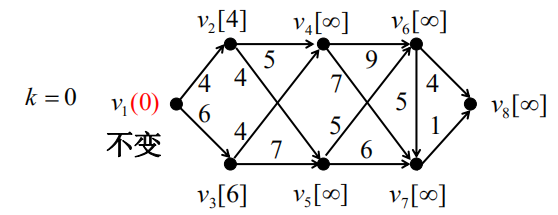 v₂[4] v₄[∞] v₆[∞]
5 9
4 4 7 4
k = 0 v₁(0) v₈[∞]
6 5 1
不变 4 5
7 6
v₃[6] v₅[∞] v₇[∞]